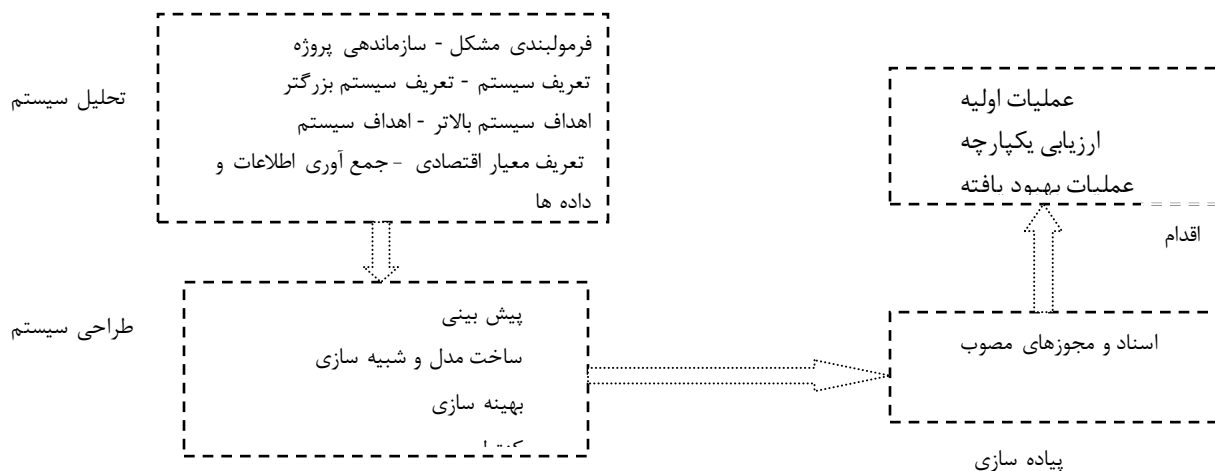 تحلیل سیستم
فرمولبندی مشکل - سازماندهی پروژه
تعریف سیستم - تعریف سیستم بزرگتر
اهداف سیستم بالاتر - اهداف سیستم
تعریف معیار اقتصادی - جمع آوری اطلاعات و
داده ها
طراحی سیستم
پیش بینی
ساخت مدل و شبیه سازی
بهینه سازی
اسناد و مجوزهای مصوب
پیاده سازی
عملیات اولیه
ارزیابی یکپارچه
عملیات بهبود یافته
اقدام